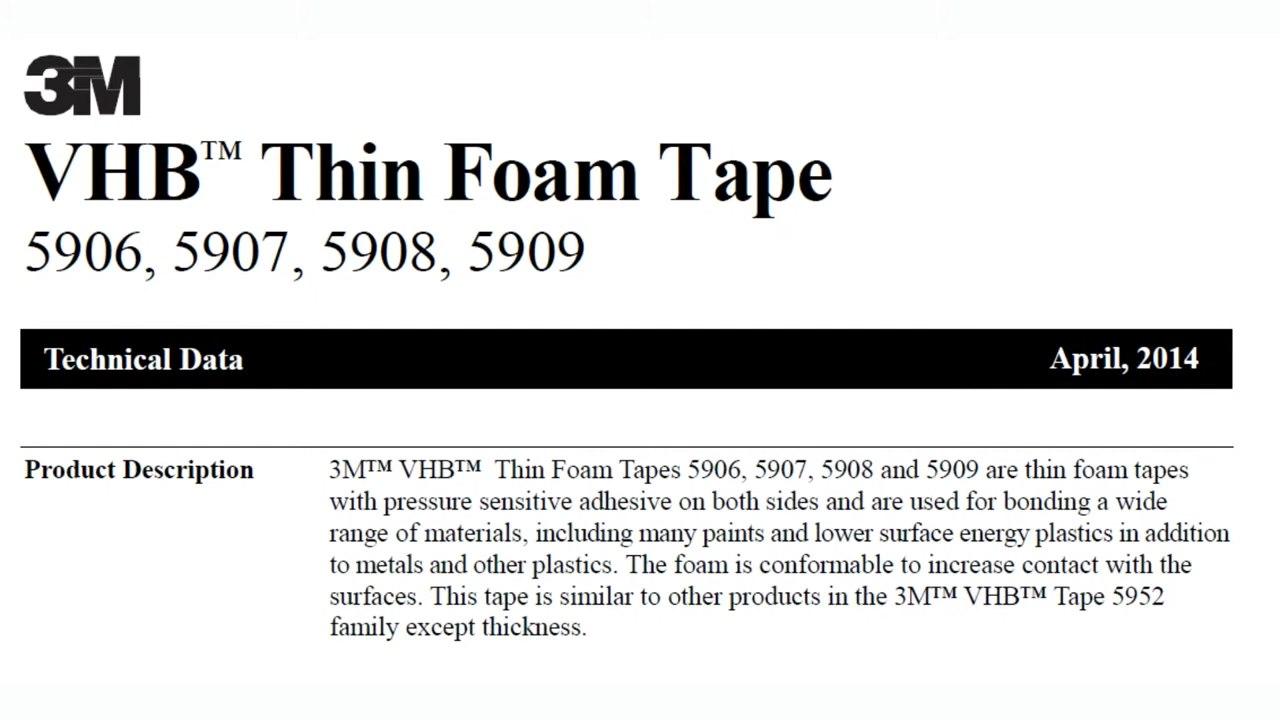 3M
VHB™ Thin Foam Tape
5906, 5907, 5908, 5909
Technical Data April, 2014
Product Description
3M™ VHB™ Thin Foam Tapes 5906, 5907, 5908 and 5909 are thin foam tapes
with pressure sensitive adhesive on both sides and are used for bonding a wide
range of materials, including many paints and lower surface energy plastics in addition
to metals and other plastics. The foam is conformable to increase contact with the
surfaces. This tape is similar to other products in the 3M™ VHB™ Tape 5952
family except thickness.